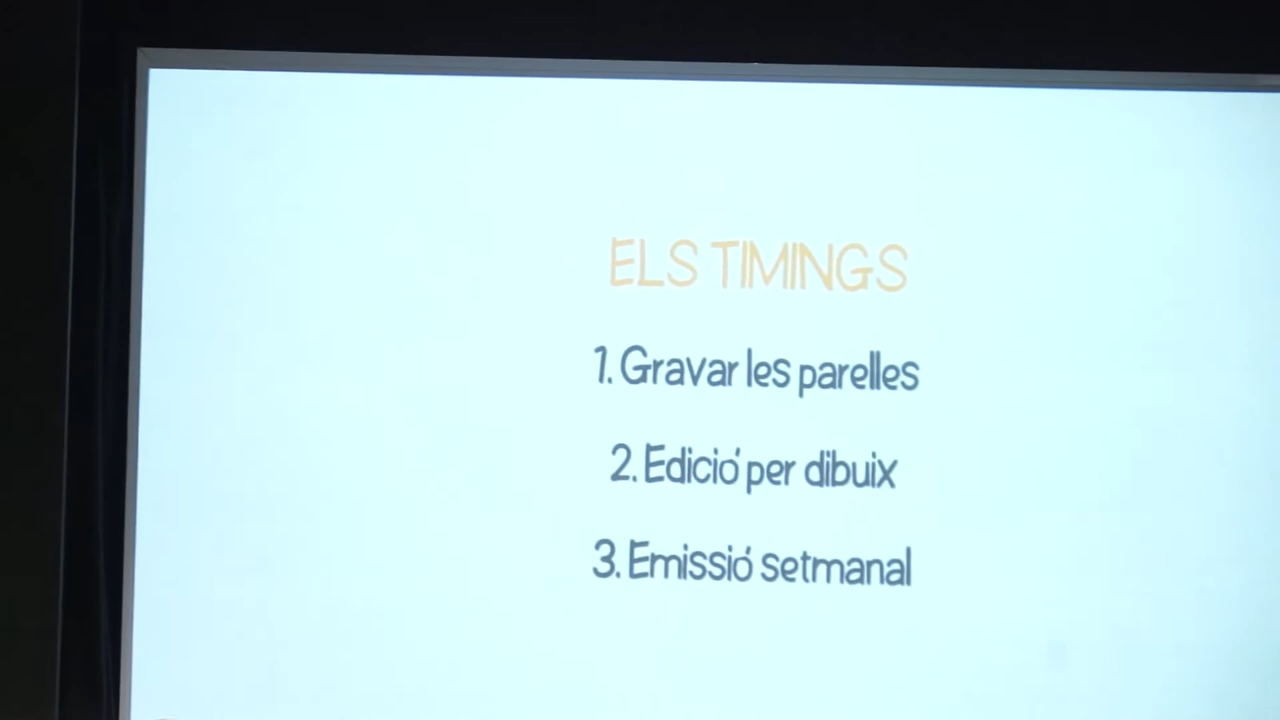 ELS TIMINGS
1. Gravar les parelles
2. Edició per dibuix
3. Emissió setmanal